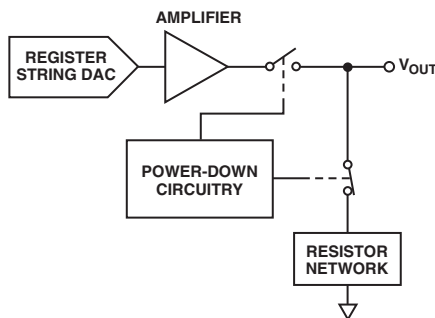 AMPLIFIER
REGISTER
STRING DAC
VOUT
POWER-DOWN
CIRCUITRY
RESISTOR
NETWORK